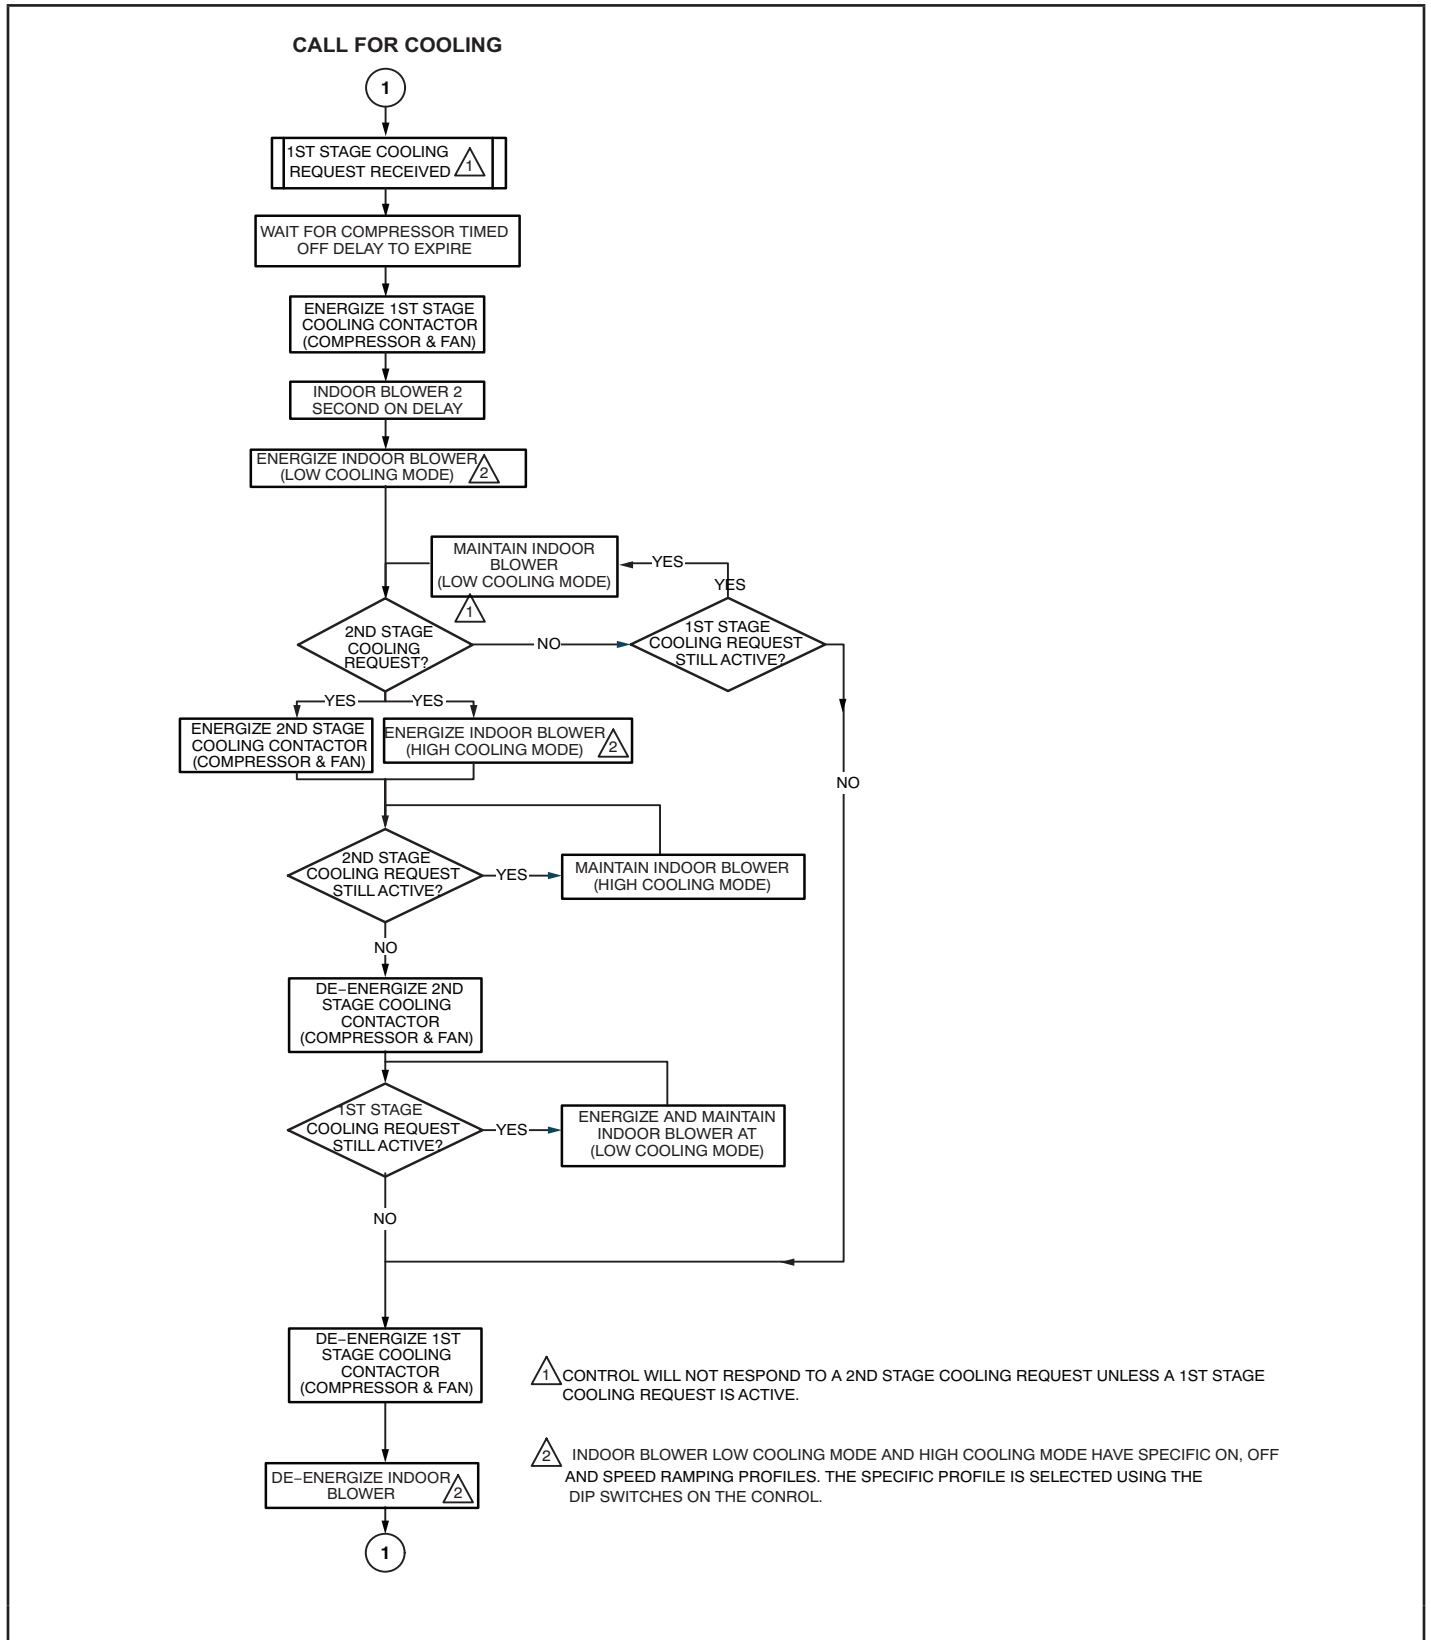 CALL FOR COOLING
1
1ST STAGE COOLING
REQUEST RECEIVED 1
WAIT FOR COMPRESSOR TIMED
OFF DELAY TO EXPIRE
ENERGIZE 1ST STAGE
COOLING CONTACTOR
(COMPRESSOR & FAN)
INDOOR BLOWER 2
SECOND ON DELAY
ENERGIZE INDOOR BLOWER
(LOW COOLING MODE) 2
MAINTAIN INDOOR
BLOWER
(LOW COOLING MODE)
1
YES
YES
2ND STAGE
COOLING
REQUEST?
NO
1ST STAGE
COOLING REQUEST
STILL ACTIVE?
YES
YES
ENERGIZE 2ND STAGE
COOLING CONTACTOR
(COMPRESSOR & FAN)
ENERGIZE INDOOR BLOWER
(HIGH COOLING MODE) 2
NO
2ND STAGE
COOLING REQUEST
STILL ACTIVE?
YES
MAINTAIN INDOOR BLOWER
(HIGH COOLING MODE)
NO
DE–ENERGIZE 2ND
STAGE COOLING
CONTACTOR
(COMPRESSOR & FAN)
1ST STAGE
COOLING REQUEST
STILL ACTIVE?
YES
ENERGIZE AND MAINTAIN
INDOOR BLOWER AT
(LOW COOLING MODE)
NO
DE–ENERGIZE 1ST
STAGE COOLING
CONTACTOR
(COMPRESSOR & FAN)
1 CONTROL WILL NOT RESPOND TO A 2ND STAGE COOLING REQUEST UNLESS A 1ST STAGE
COOLING REQUEST IS ACTIVE.
2 INDOOR BLOWER LOW COOLING MODE AND HIGH COOLING MODE HAVE SPECIFIC ON, OFF
AND SPEED RAMPING PROFILES. THE SPECIFIC PROFILE IS SELECTED USING THE
DIP SWITCHES ON THE CONROL.
DE–ENERGIZE INDOOR
BLOWER 2
1